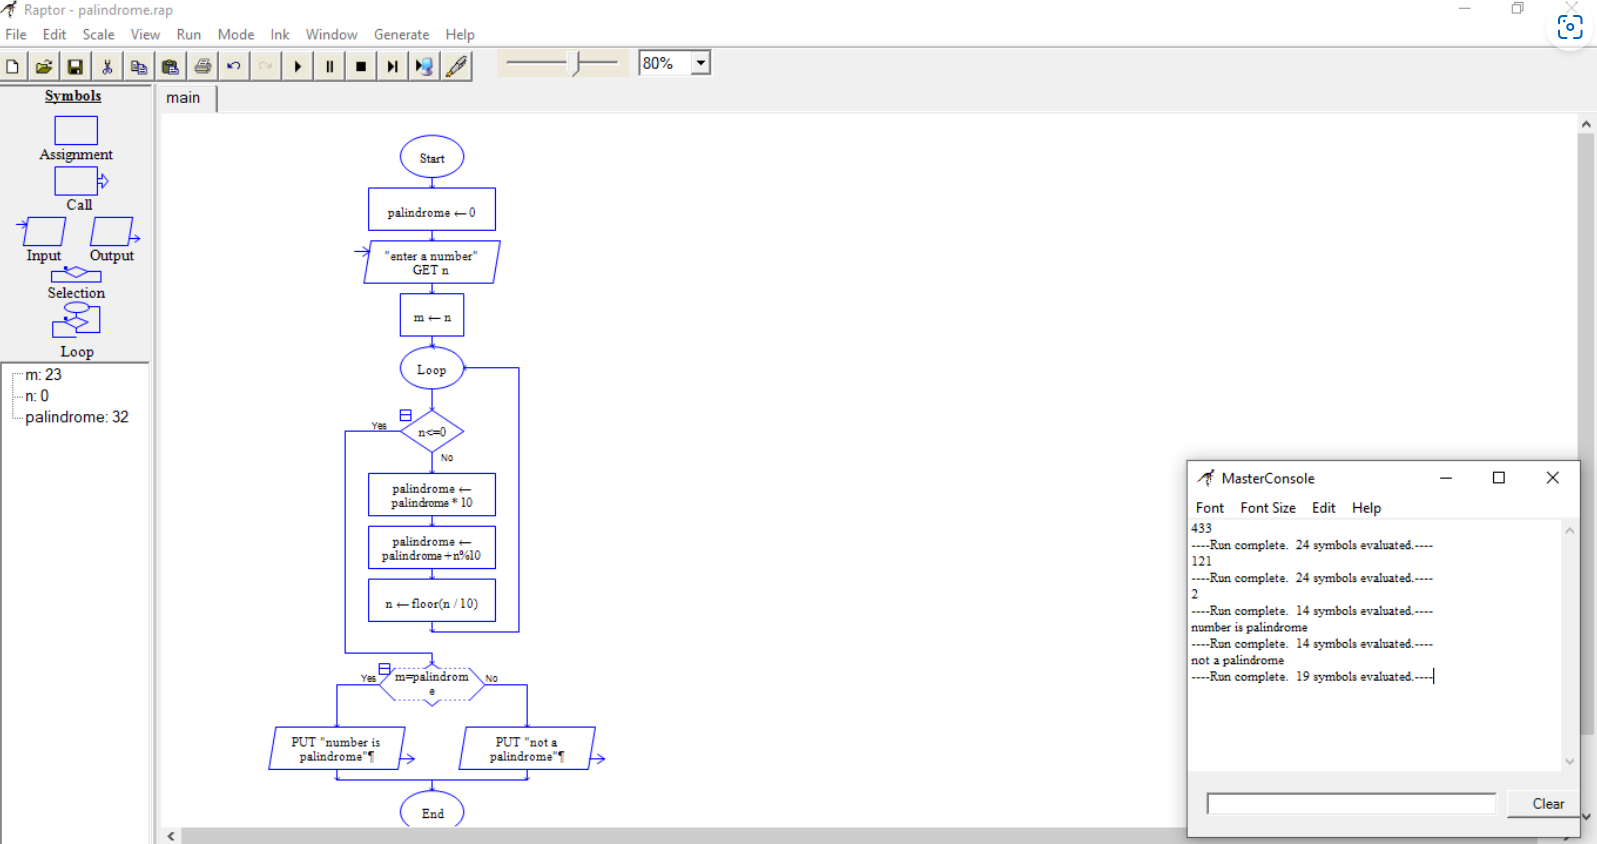 Raptor - palindrome.rap
File Edit Scale View Run Mode Ink Window Generate Help
80%
Symbols
main
Assignment
Call
Input Output
Selection
Loop
m: 23
n: 0
palindrome: 32
Start
palindrome ← 0
"enter a number"
GET n
m ← n
Loop
Yes
n<=0
No
palindrome ←
palindrome * 10
palindrome ←
palindrome+n%10
n ← floor(n / 10)
Yes
m=palindrom
e
No
PUT "number is
palindrome"¶
PUT "not a
palindrome"¶
End
MasterConsole
Font Font Size Edit Help
433
----Run complete. 24 symbols evaluated.----
121
----Run complete. 24 symbols evaluated.----
2
----Run complete. 14 symbols evaluated.----
number is palindrome
----Run complete. 14 symbols evaluated.----
not a palindrome
----Run complete. 19 symbols evaluated.----
Clear